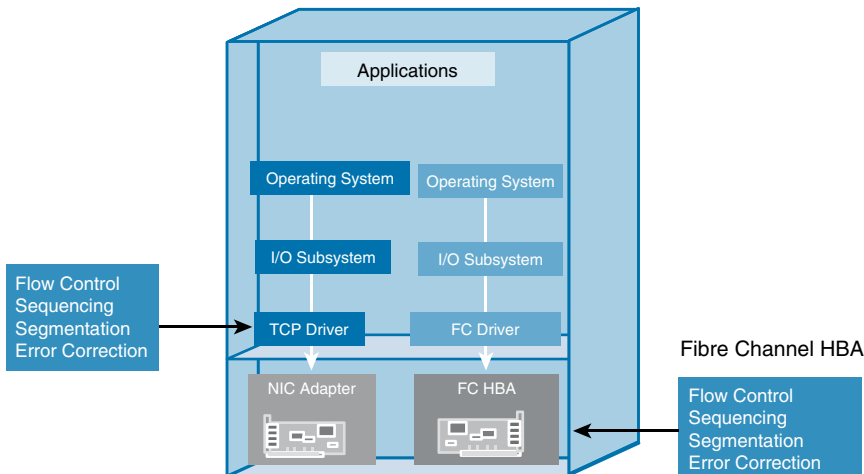 Applications
Operating System
Operating System
I/O Subsystem
I/O Subsystem
Flow Control
Sequencing
Segmentation
Error Correction
TCP Driver
FC Driver
Fibre Channel HBA
NIC Adapter
FC HBA
Flow Control
Sequencing
Segmentation
Error Correction